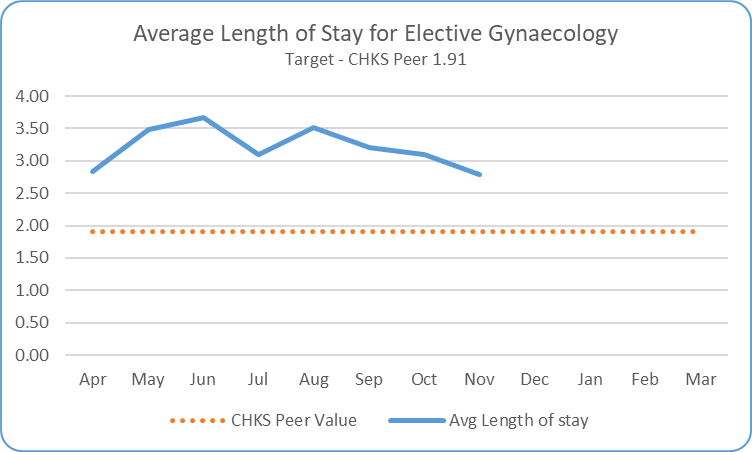 Average Length of Stay for Elective Gynaecology
Target - CHKS Peer 1.91
4.00
3.50
3.00
2.50
2.00
1.50
1.00
0.50
0.00
Apr May Jun Jul Aug Sep Oct Nov Dec Jan Feb Mar
CHKS Peer Value Avg Length of stay